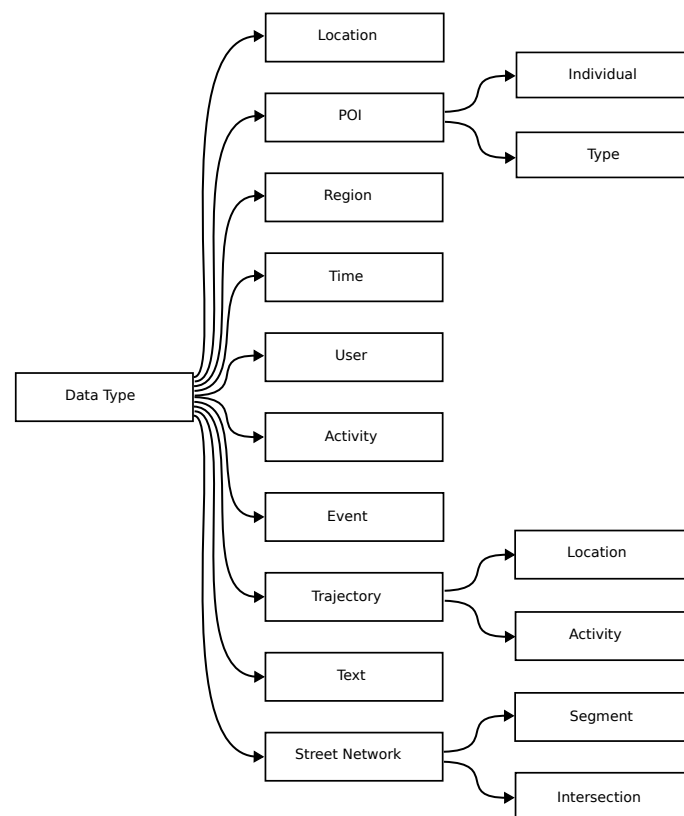 Location
Individual
POI
Type
Region
Time
User
Data Type
Activity
Event
Location
Trajectory
Activity
Text
Segment
Street Network
Intersection